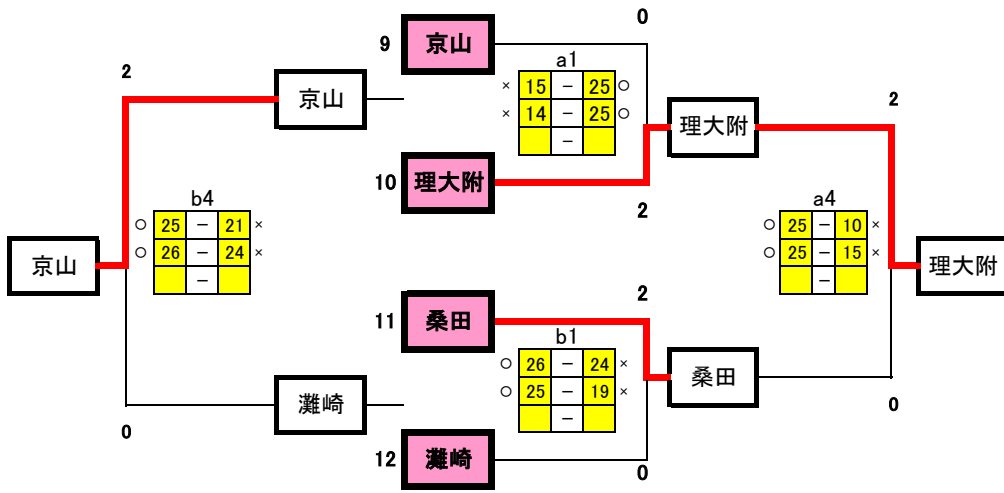 0
9 京山
2 a1
京山 × 15 － 25 ○ 2
× 14 － 25 ○ 理大附
－
10 理大附
b4 2 a4
○ 25 － 21 × ○ 25 － 10 ×
○ 26 － 24 × ○ 25 － 15 ×
京山 － － 理大附
2
11 桑田
b1
○ 26 － 24 ×
○ 25 － 19 × 桑田
灘崎 － 0
0
12 灘崎
0